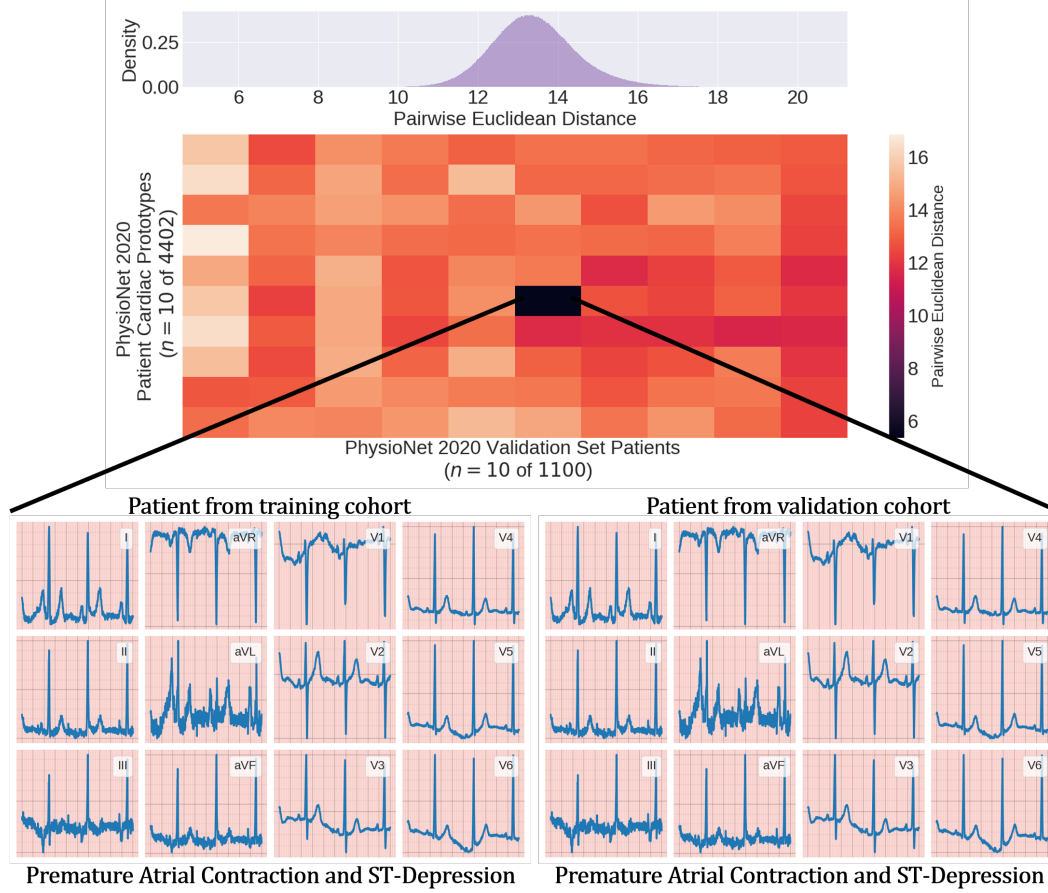 Density
0.25
0.00
6 8 10 12 14 16 18 20
Pairwise Euclidean Distance
PhysioNet 2020
Patient Cardiac Prototypes
(n = 10 of 4402)
16
14
12
10
8
6
Pairwise Euclidean Distance
PhysioNet 2020 Validation Set Patients
(n = 10 of 1100)
Patient from training cohort
I aVR V1 V4
II aVL V2 V5
III aVF V3 V6
Premature Atrial Contraction and ST-Depression
Patient from validation cohort
I aVR V1 V4
II aVL V2 V5
III aVF V3 V6
Premature Atrial Contraction and ST-Depression